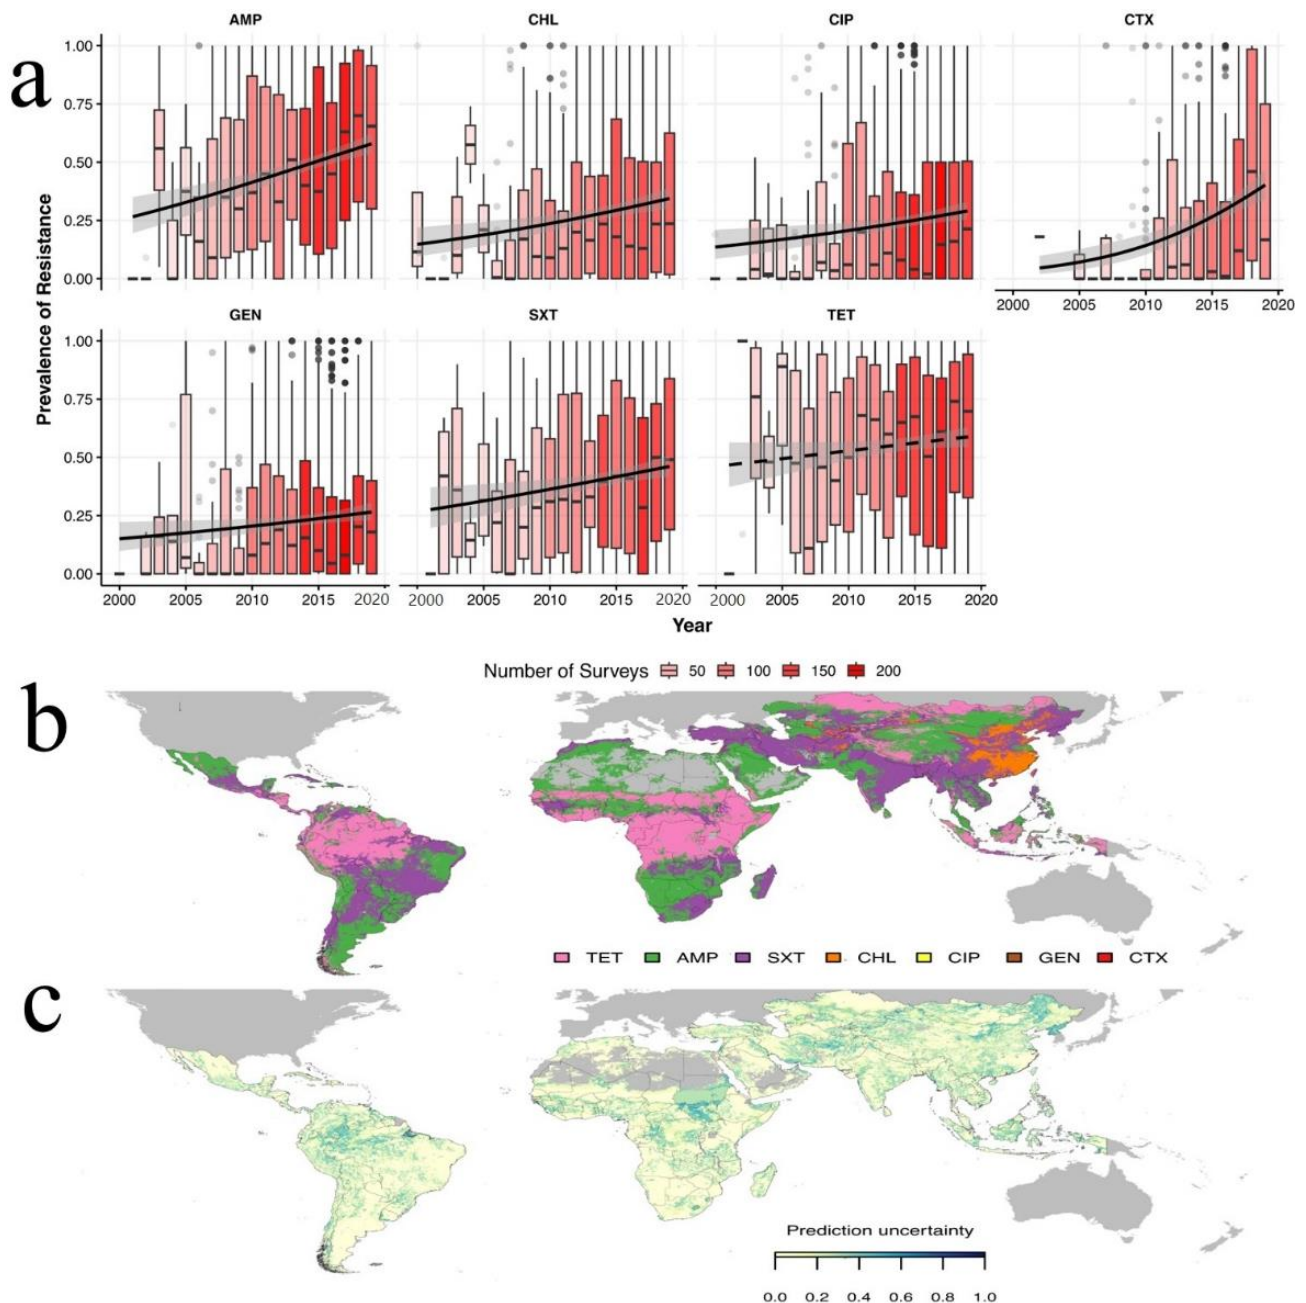 a
AMP CHL CIP CTX
1.00
0.75
0.50
0.25
0.00
2000 2005 2010 2015 2020
GEN SXT TET
1.00
0.75
0.50
0.25
0.00
2000 2005 2010 2015 2020 2000 2005 2010 2015 2020 2000 2005 2010 2015 2020
Prevalence of Resistance
Year
Number of Surveys 50 100 150 200
b
TET AMP SXT CHL CIP GEN CTX
c
Prediction uncertainty
0.0 0.2 0.4 0.6 0.8 1.0